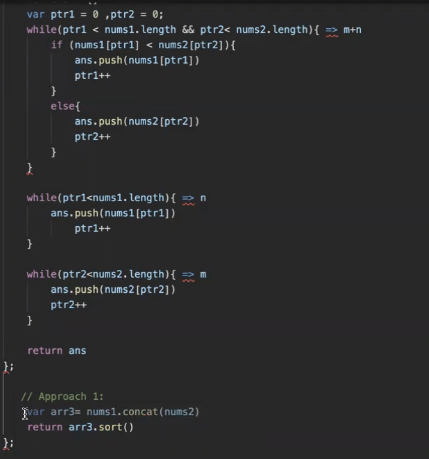 var ptr1 = 0 ,ptr2 = 0;
while(ptr1 < nums1.length && ptr2< nums2.length){ => m+n
if (nums1[ptr1] < nums2[ptr2]){
ans.push(nums1[ptr1])
ptr1++
}
else{
ans.push(nums2[ptr2])
ptr2++
}
}
while(ptr1<nums1.length){ => n
ans.push(nums1[ptr1])
ptr1++
}
while(ptr2<nums2.length){ => m
ans.push(nums2[ptr2])
ptr2++
}
return ans
};
// Approach 1:
var arr3= nums1.concat(nums2)
return arr3.sort()
};